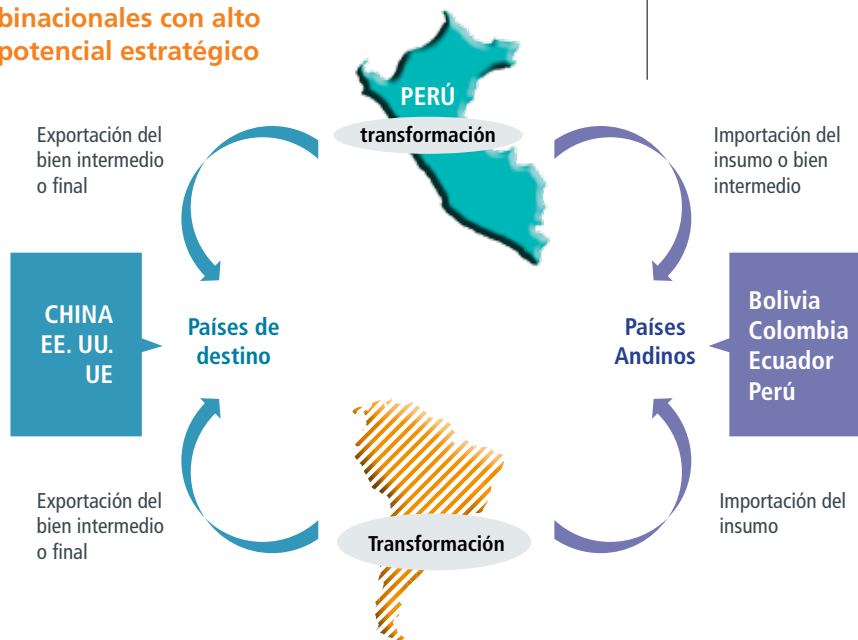 binacionales con alto
potencial estratégico
PERÚ
transformación
Exportación del
bien intermedio
o final
Importación del
insumo o bien
intermedio
CHINA
EE. UU.
UE
Países de
destino
Países
Andinos
Bolivia
Colombia
Ecuador
Perú
Exportación del
bien intermedio
o final
Transformación
Importación del
insumo